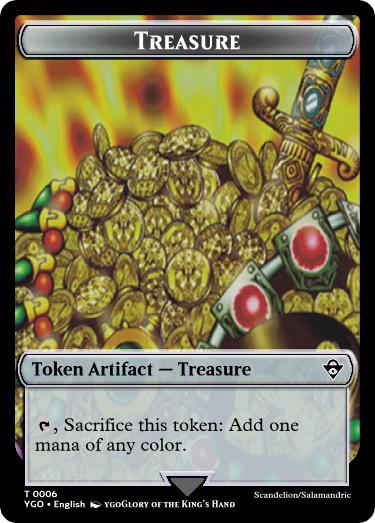 Treasure
Token Artifact — Treasure
, Sacrifice this token: Add one
mana of any color.
T 0006
YGO • English ygoGlory of the King's Hand
Scandelion/Salamandric